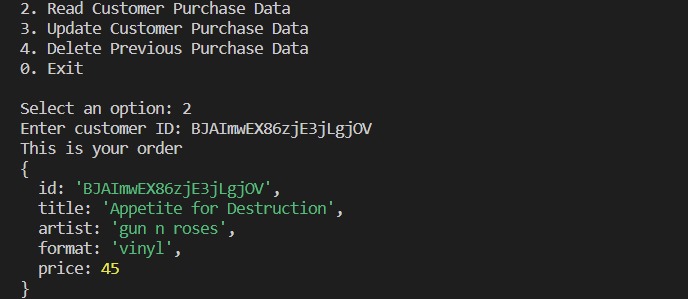 2. Read Customer Purchase Data
3. Update Customer Purchase Data
4. Delete Previous Purchase Data
0. Exit
Select an option: 2
Enter customer ID: BJAImwEX86zjE3jLgjOV
This is your order
{
  id: 'BJAImwEX86zjE3jLgjOV',
  title: 'Appetite for Destruction',
  artist: 'gun n roses',
  format: 'vinyl',
  price: 45
}